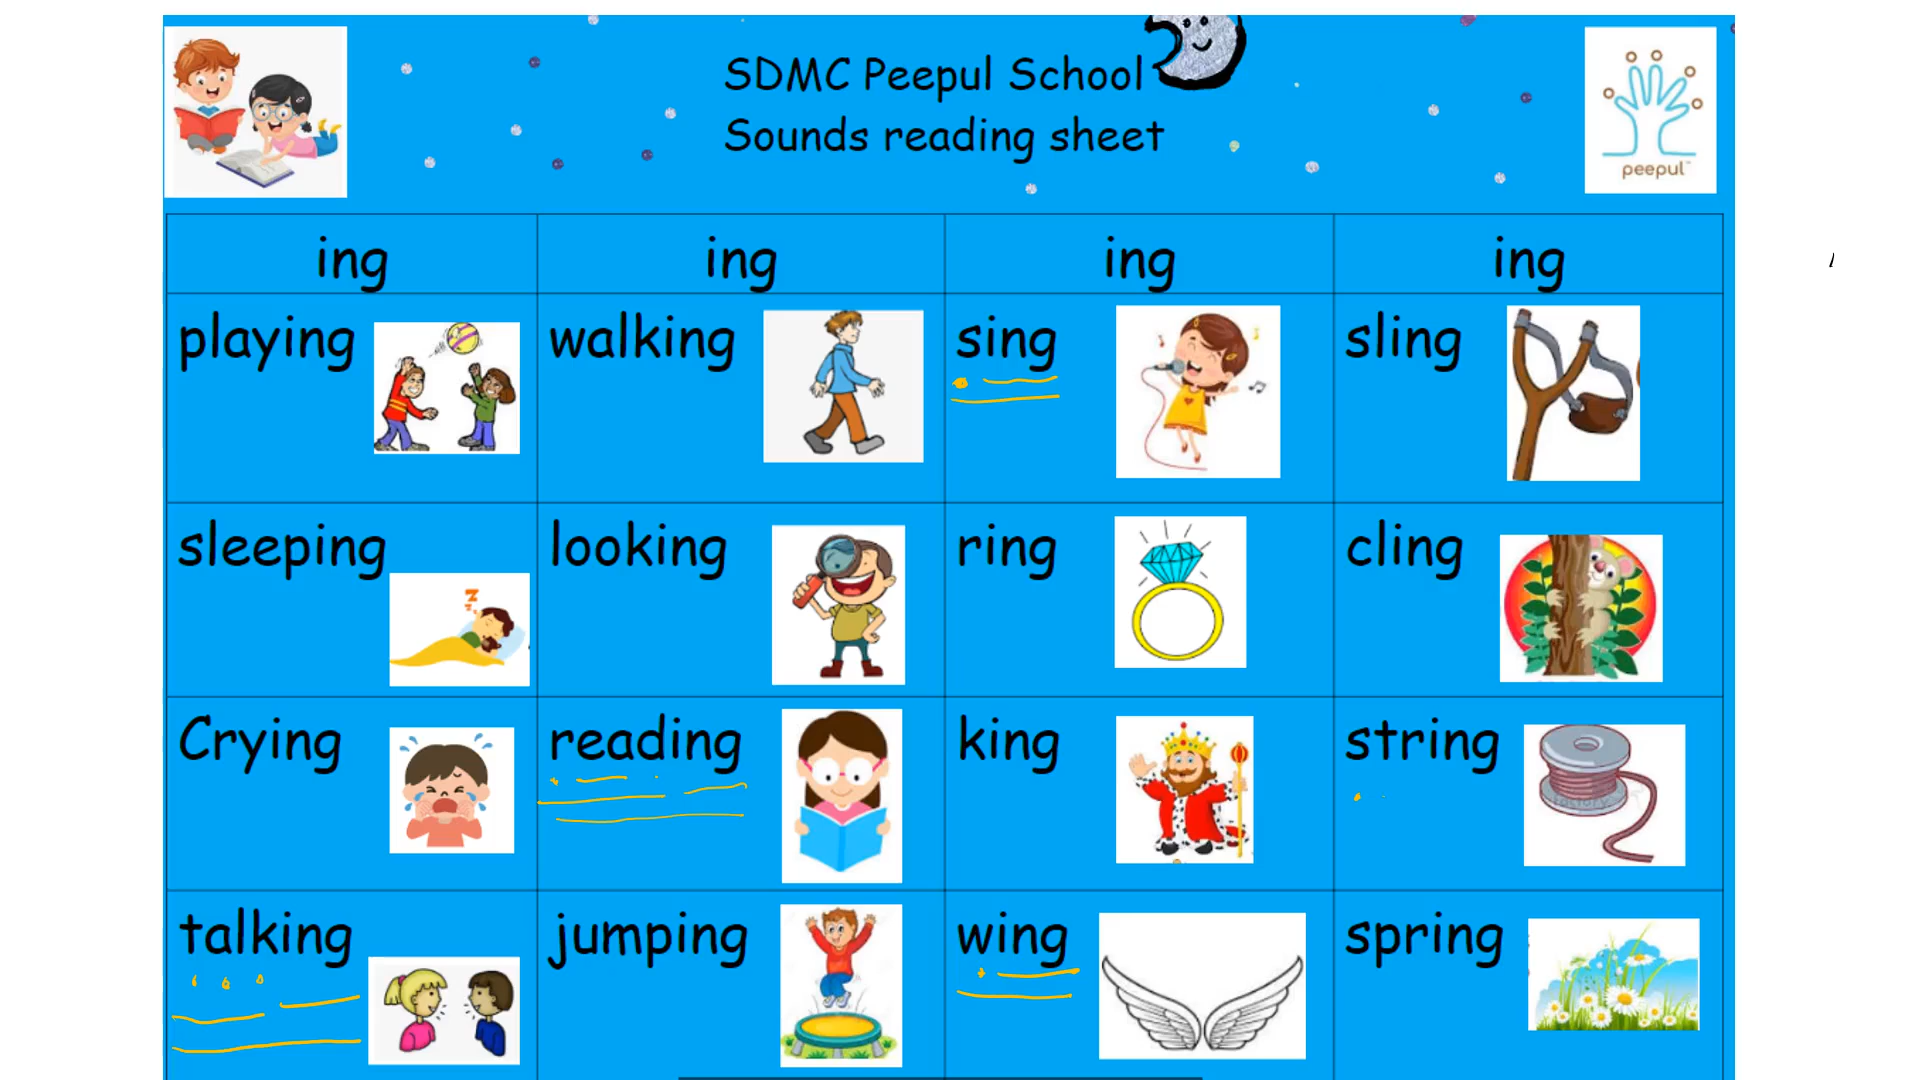 SDMC Peepul School
Sounds reading sheet
peepul
ing ing ing ing
playing walking sing sling
sleeping looking ring cling
Crying reading king string
talking jumping wing spring